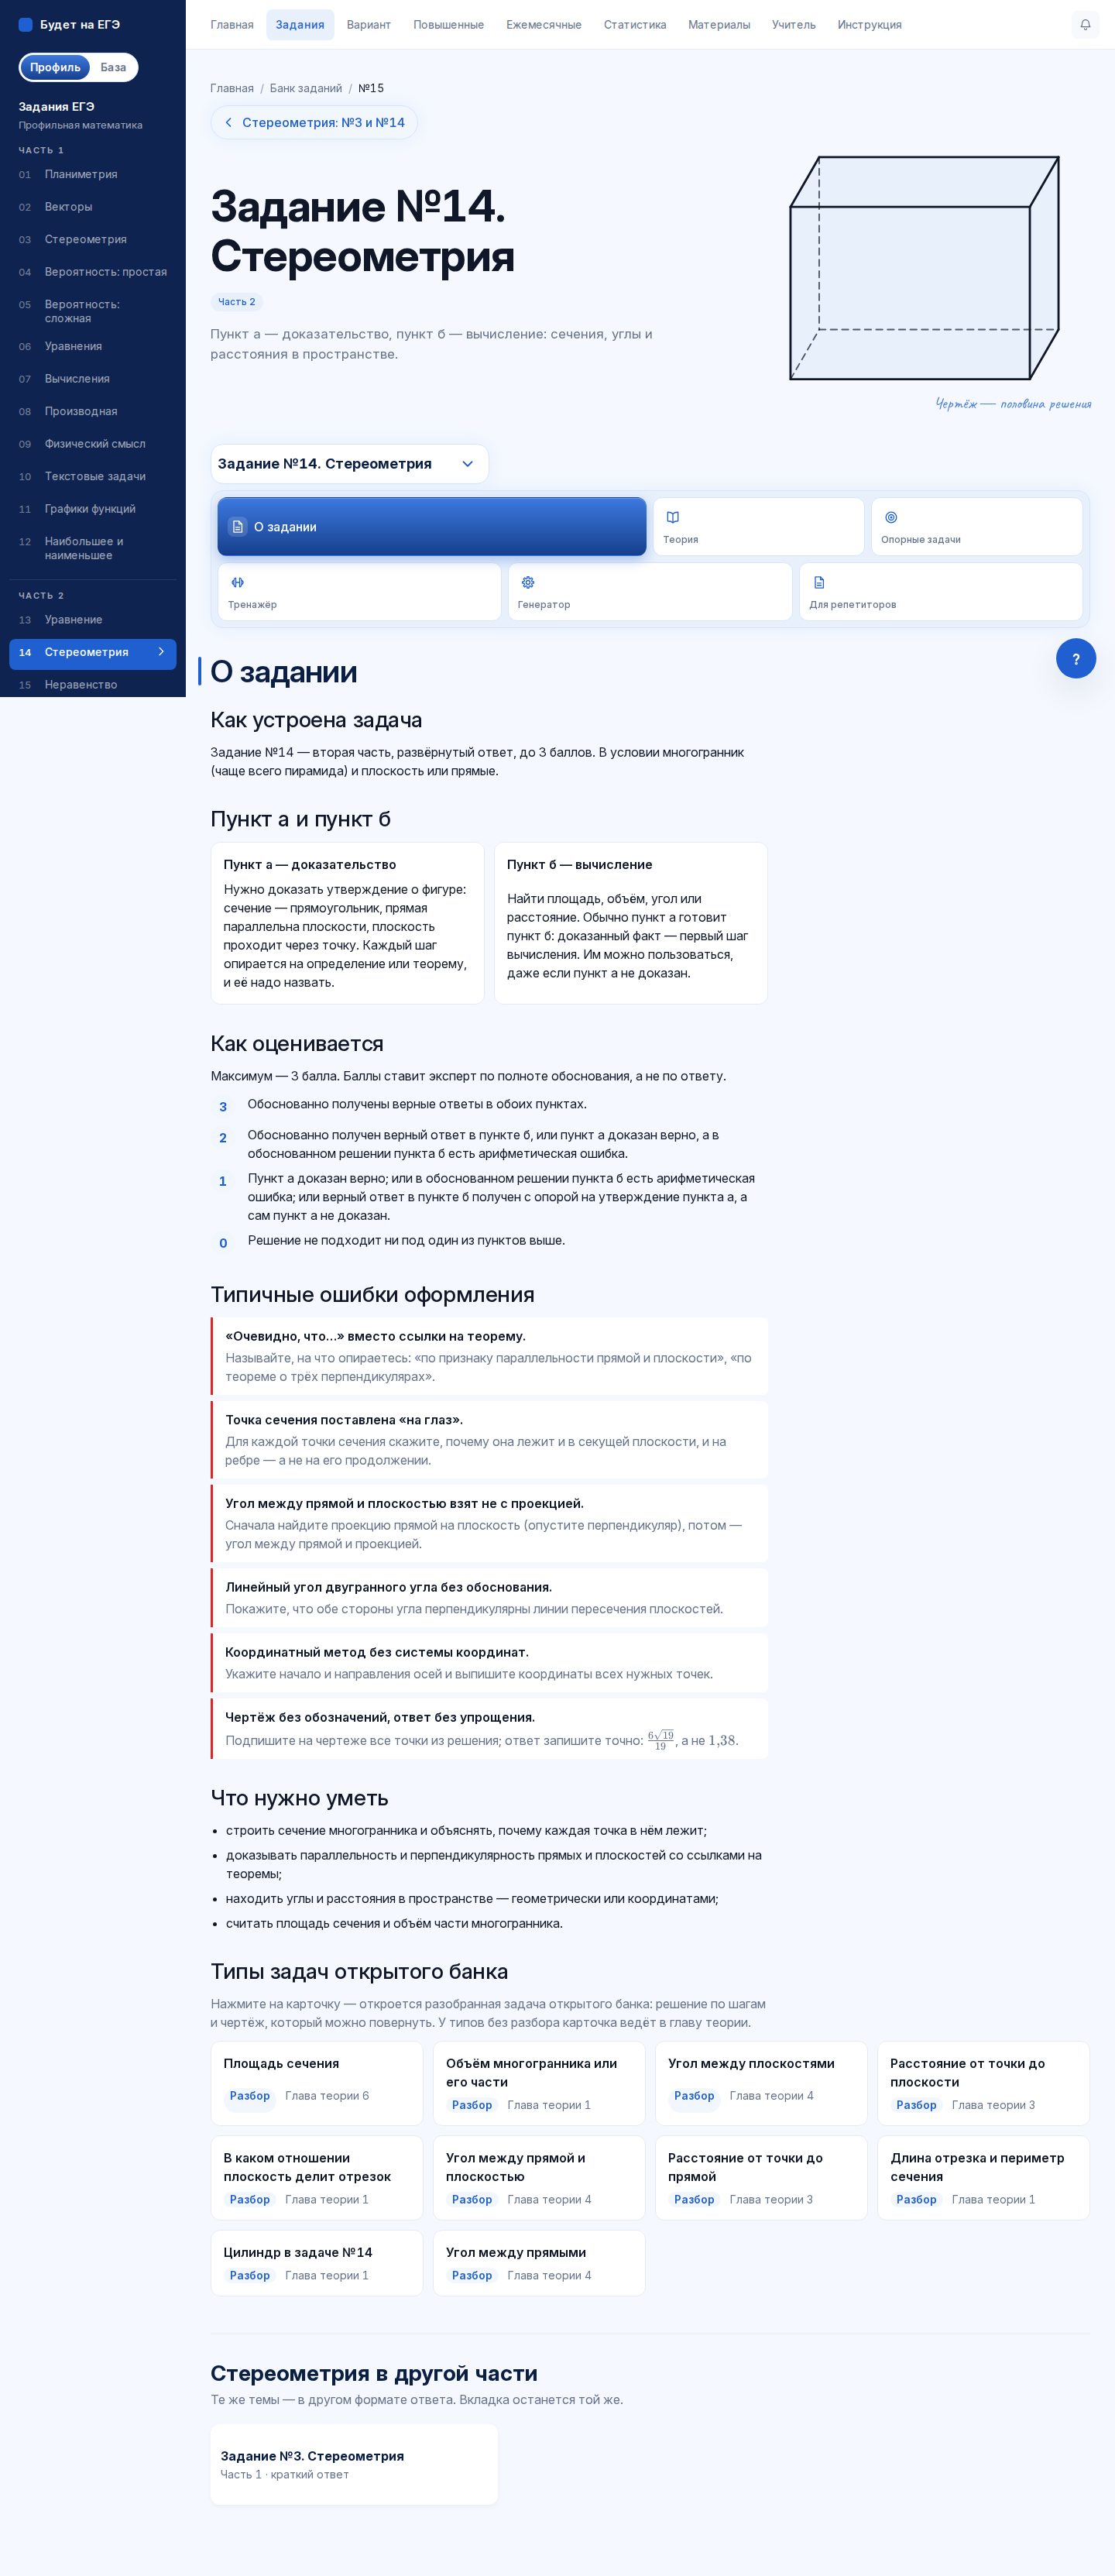 Будет на ЕГЭ
Профиль База
Задания ЕГЭ
Профильная математика
ЧАСТЬ 1
01 Планиметрия
02 Векторы
03 Стереометрия
04 Вероятность: простая
05 Вероятность:
сложная
06 Уравнения
07 Вычисления
08 Производная
09 Физический смысл
10 Текстовые задачи
11 Графики функций
12 Наибольшее и
наименьшее
ЧАСТЬ 2
13 Уравнение
14 Стереометрия
15 Неравенство
Главная Задания Вариант Повышенные Ежемесячные Статистика Материалы Учитель Инструкция
Главная / Банк заданий / №15
Стереометрия: №3 и №14
Задание №14.
Стереометрия
Часть 2
Пункт а — доказательство, пункт б — вычисление: сечения, углы и
расстояния в пространстве.
Чертёж — половина решения
Задание №14. Стереометрия
О задании
Теория
Опорные задачи
Тренажёр
Генератор
Для репетиторов
?
О задании
Как устроена задача
Задание №14 — вторая часть, развёрнутый ответ, до 3 баллов. В условии многогранник
(чаще всего пирамида) и плоскость или прямые.
Пункт а и пункт б
Пункт а — доказательство
Нужно доказать утверждение о фигуре:
сечение — прямоугольник, прямая
параллельна плоскости, плоскость
проходит через точку. Каждый шаг
опирается на определение или теорему,
и её надо назвать.
Пункт б — вычисление
Найти площадь, объём, угол или
расстояние. Обычно пункт а готовит
пункт б: доказанный факт — первый шаг
вычисления. Им можно пользоваться,
даже если пункт а не доказан.
Как оценивается
Максимум — 3 балла. Баллы ставит эксперт по полноте обоснования, а не по ответу.
3 Обоснованно получены верные ответы в обоих пунктах.
2 Обоснованно получен верный ответ в пункте б, или пункт а доказан верно, а в
обоснованном решении пункта б есть арифметическая ошибка.
1 Пункт а доказан верно; или в обоснованном решении пункта б есть арифметическая
ошибка; или верный ответ в пункте б получен с опорой на утверждение пункта а, а
сам пункт а не доказан.
0 Решение не подходит ни под один из пунктов выше.
Типичные ошибки оформления
«Очевидно, что…» вместо ссылки на теорему.
Называйте, на что опираетесь: «по признаку параллельности прямой и плоскости», «по
теореме о трёх перпендикулярах».
Точка сечения поставлена «на глаз».
Для каждой точки сечения скажите, почему она лежит и в секущей плоскости, и на
ребре — а не на его продолжении.
Угол между прямой и плоскостью взят не с проекцией.
Сначала найдите проекцию прямой на плоскость (опустите перпендикуляр), потом —
угол между прямой и проекцией.
Линейный угол двугранного угла без обоснования.
Покажите, что обе стороны угла перпендикулярны линии пересечения плоскостей.
Координатный метод без системы координат.
Укажите начало и направления осей и выпишите координаты всех нужных точек.
Чертёж без обозначений, ответ без упрощения.
Подпишите на чертеже все точки из решения; ответ запишите точно: 6√19/19, а не 1,38.
Что нужно уметь
• строить сечение многогранника и объяснять, почему каждая точка в нём лежит;
• доказывать параллельность и перпендикулярность прямых и плоскостей со ссылками на
теоремы;
• находить углы и расстояния в пространстве — геометрически или координатами;
• считать площадь сечения и объём части многогранника.
Типы задач открытого банка
Нажмите на карточку — откроется разобранная задача открытого банка: решение по шагам
и чертёж, который можно повернуть. У типов без разбора карточка ведёт в главу теории.
Площадь сечения
Разбор Глава теории 6
Объём многогранника или
его части
Разбор Глава теории 1
Угол между плоскостями
Разбор Глава теории 4
Расстояние от точки до
плоскости
Разбор Глава теории 3
В каком отношении
плоскость делит отрезок
Разбор Глава теории 1
Угол между прямой и
плоскостью
Разбор Глава теории 4
Расстояние от точки до
прямой
Разбор Глава теории 3
Длина отрезка и периметр
сечения
Разбор Глава теории 1
Цилиндр в задаче №14
Разбор Глава теории 1
Угол между прямыми
Разбор Глава теории 4
Стереометрия в другой части
Те же темы — в другом формате ответа. Вкладка останется той же.
Задание №3. Стереометрия
Часть 1 · краткий ответ